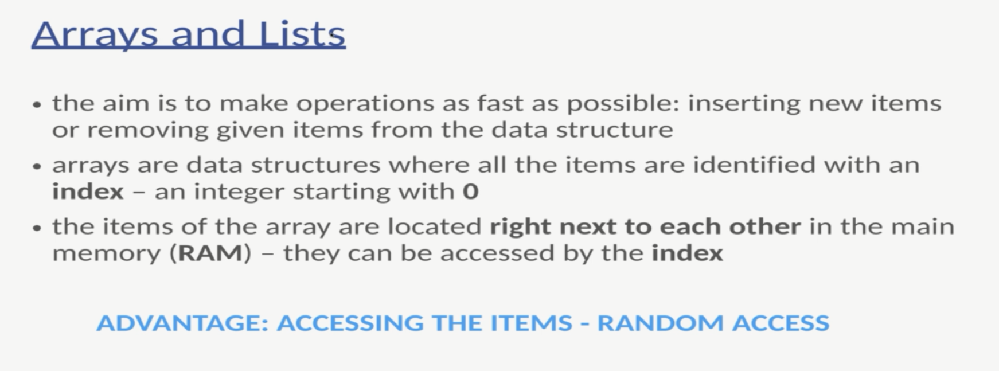 Arrays and Lists
• the aim is to make operations as fast as possible: inserting new items
or removing given items from the data structure
• arrays are data structures where all the items are identified with an
index – an integer starting with 0
• the items of the array are located right next to each other in the main
memory (RAM) – they can be accessed by the index
ADVANTAGE: ACCESSING THE ITEMS - RANDOM ACCESS